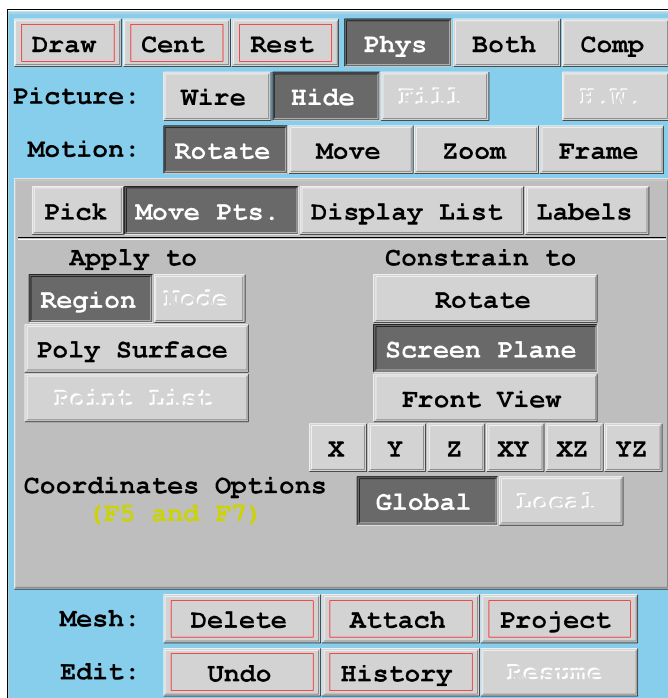 Draw Cent Rest Phys Both Comp
Picture: Wire Hide Fill H.W.
Motion: Rotate Move Zoom Frame
Pick Move Pts. Display List Labels
Apply to Constrain to
Region Node Rotate
Poly Surface Screen Plane
Point List Front View
X Y Z XY XZ YZ
Coordinates Options Global Local
(F5 and F7)
Mesh: Delete Attach Project
Edit: Undo History Resume